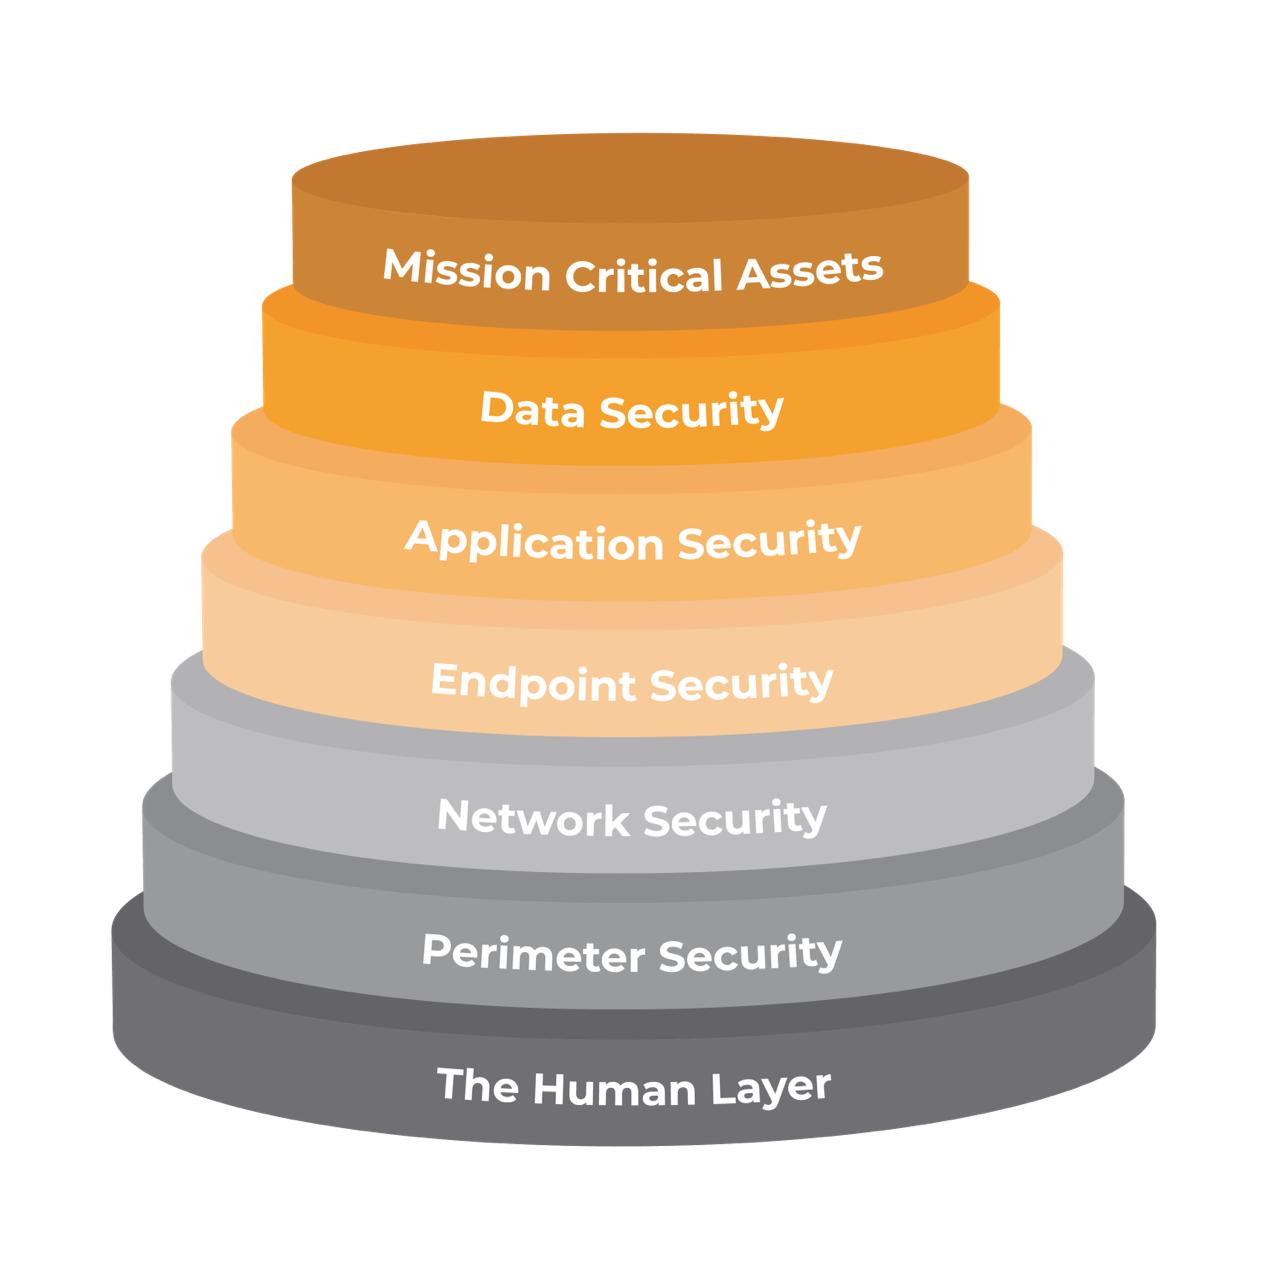 Mission Critical Assets
Data Security
Application Security
Endpoint Security
Network Security
Perimeter Security
The Human Layer